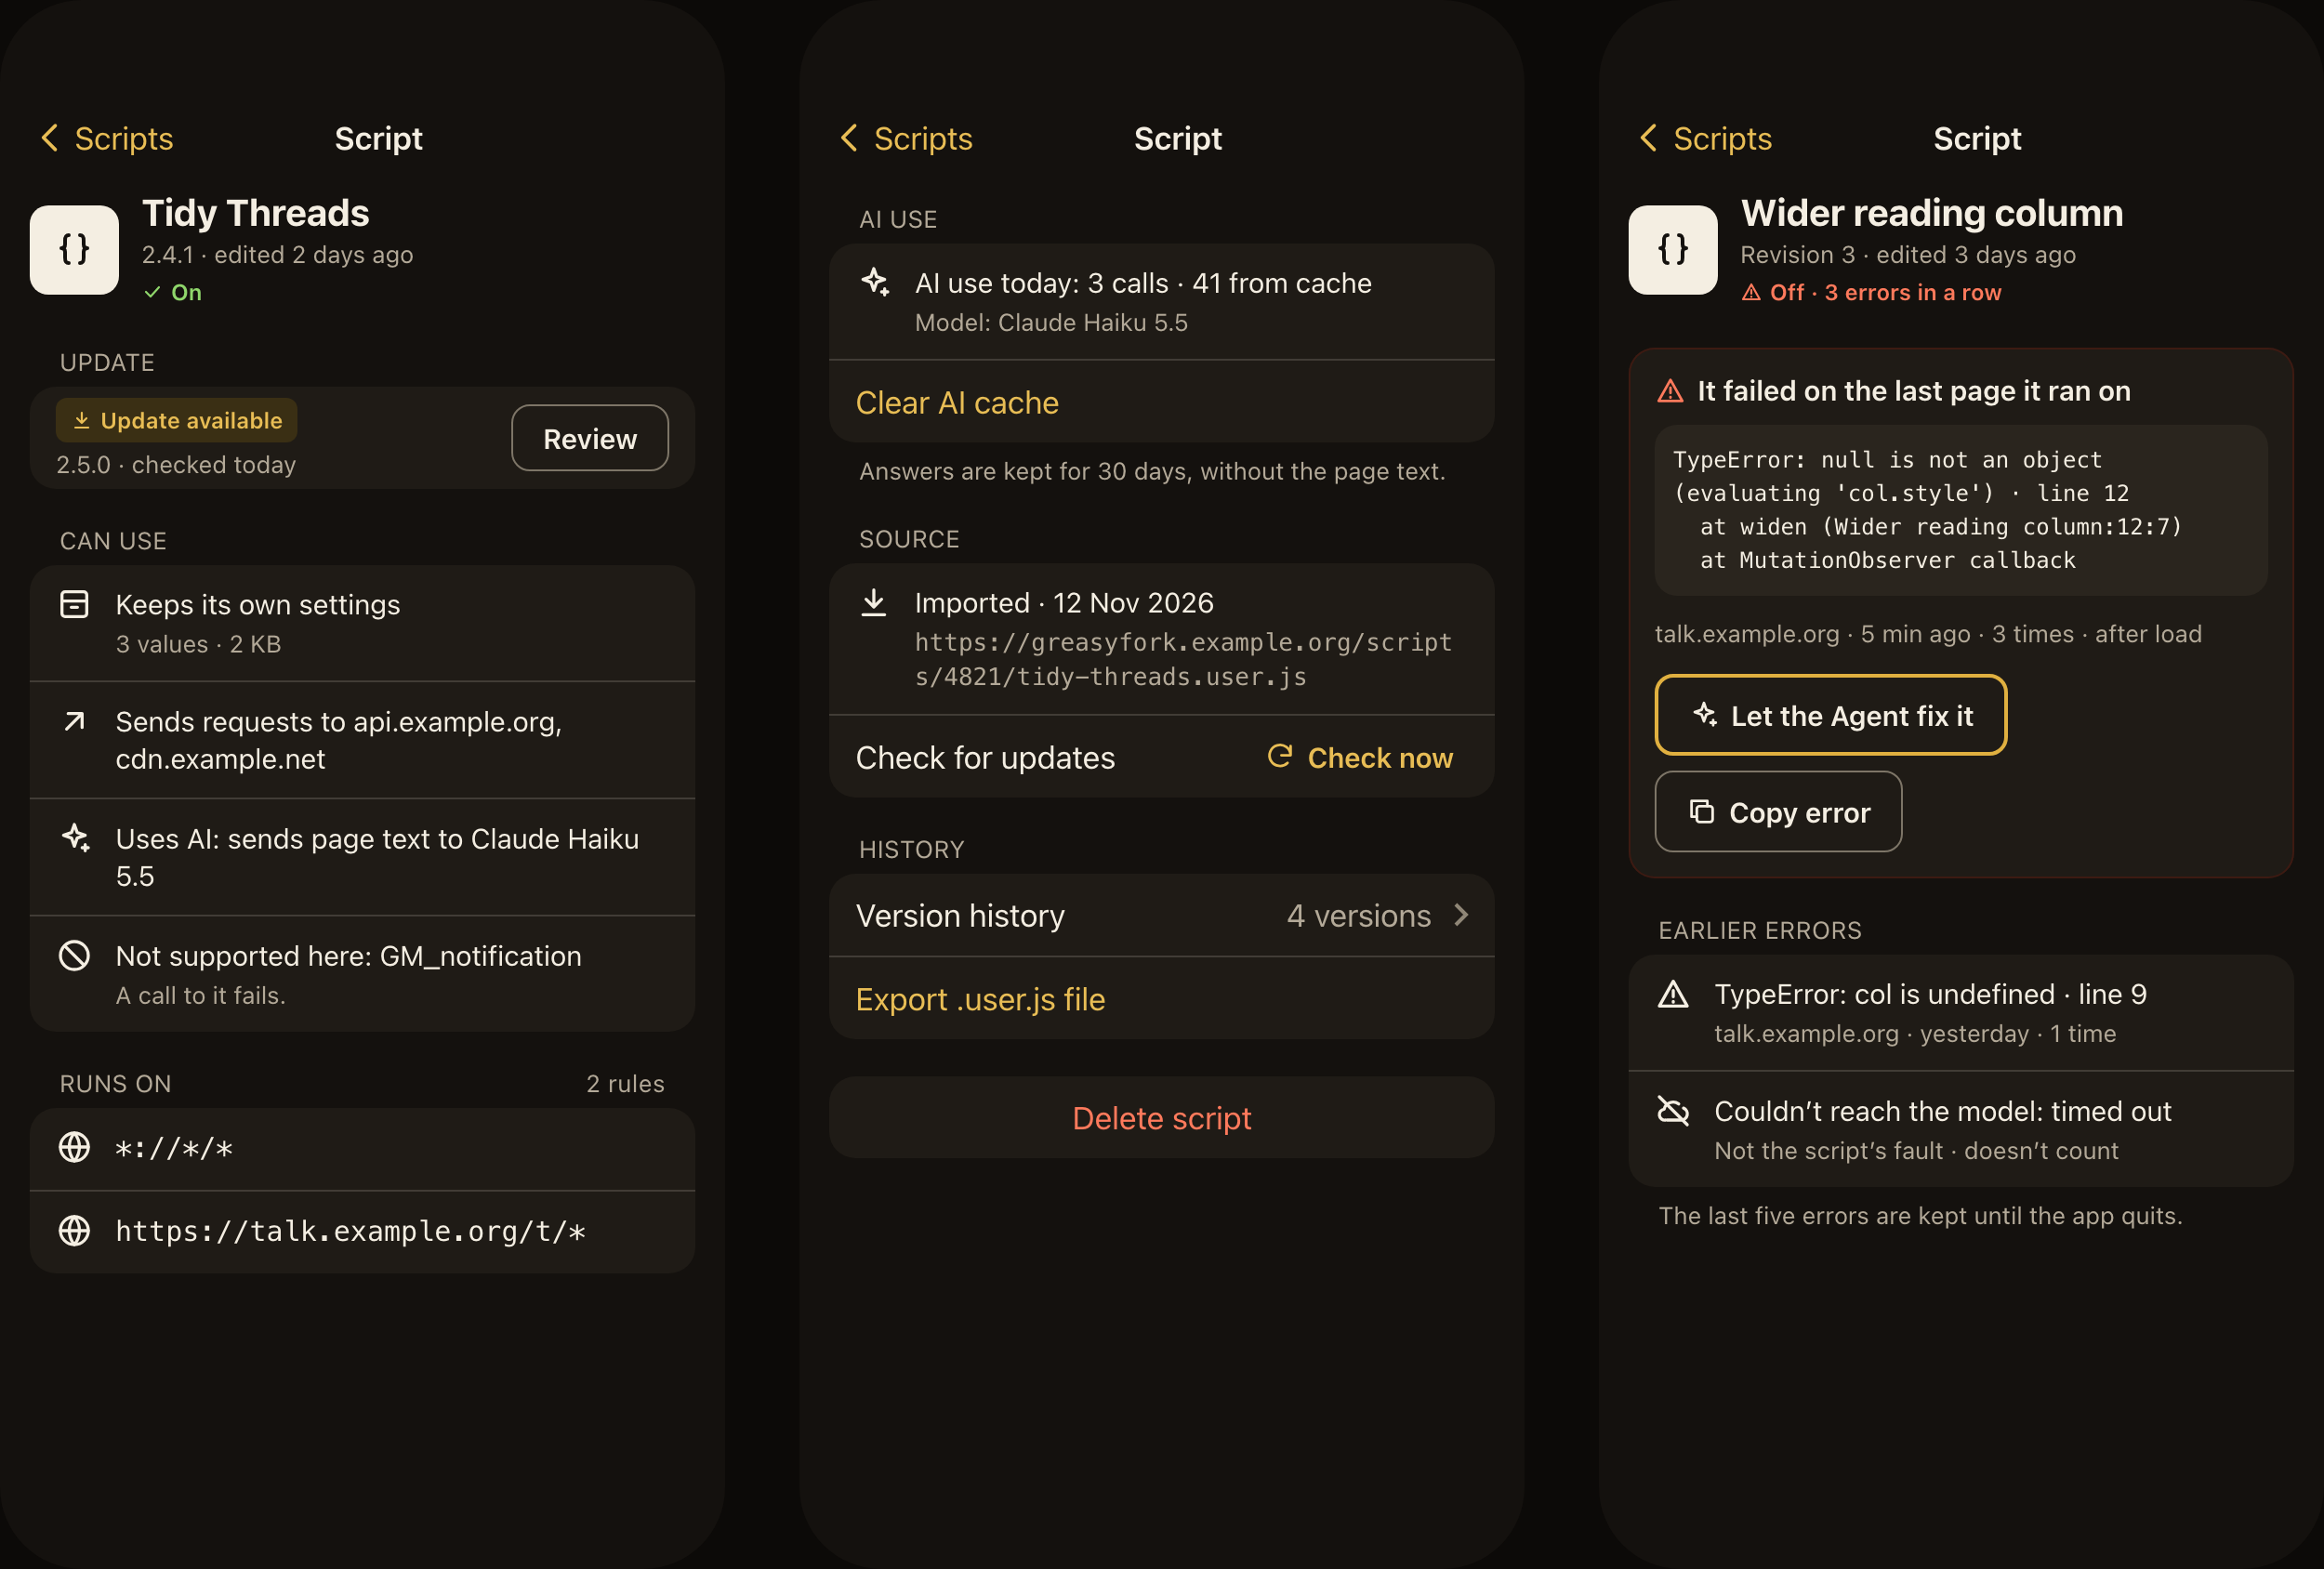 Scripts
Script
Tidy Threads
2.4.1 · edited 2 days ago
On
UPDATE
Update available
2.5.0 · checked today
Review
CAN USE
Keeps its own settings
3 values · 2 KB
Sends requests to api.example.org,
cdn.example.net
Uses AI: sends page text to Claude Haiku
5.5
Not supported here: GM_notification
A call to it fails.
RUNS ON
2 rules
*://*/*
https://talk.example.org/t/*
Scripts
Script
AI USE
AI use today: 3 calls · 41 from cache
Model: Claude Haiku 5.5
Clear AI cache
Answers are kept for 30 days, without the page text.
SOURCE
Imported · 12 Nov 2026
https://greasyfork.example.org/script
s/4821/tidy-threads.user.js
Check for updates
Check now
HISTORY
Version history
4 versions
Export .user.js file
Delete script
Scripts
Script
Wider reading column
Revision 3 · edited 3 days ago
Off · 3 errors in a row
It failed on the last page it ran on
TypeError: null is not an object
(evaluating 'col.style') · line 12
at widen (Wider reading column:12:7)
at MutationObserver callback
talk.example.org · 5 min ago · 3 times · after load
Let the Agent fix it
Copy error
EARLIER ERRORS
TypeError: col is undefined · line 9
talk.example.org · yesterday · 1 time
Couldn’t reach the model: timed out
Not the script’s fault · doesn’t count
The last five errors are kept until the app quits.